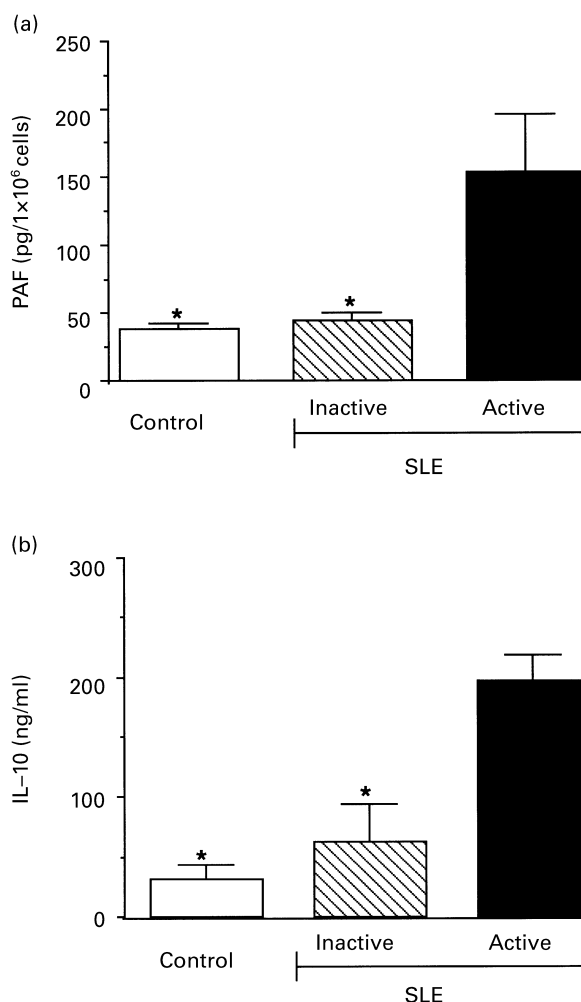 (a)
250
200
150
100
50
0
PAF (pg/1×10⁶ cells)
*
*
Control
Inactive
Active
SLE
(b)
300
200
100
0
IL–10 (ng/ml)
*
*
Control
Inactive
Active
SLE